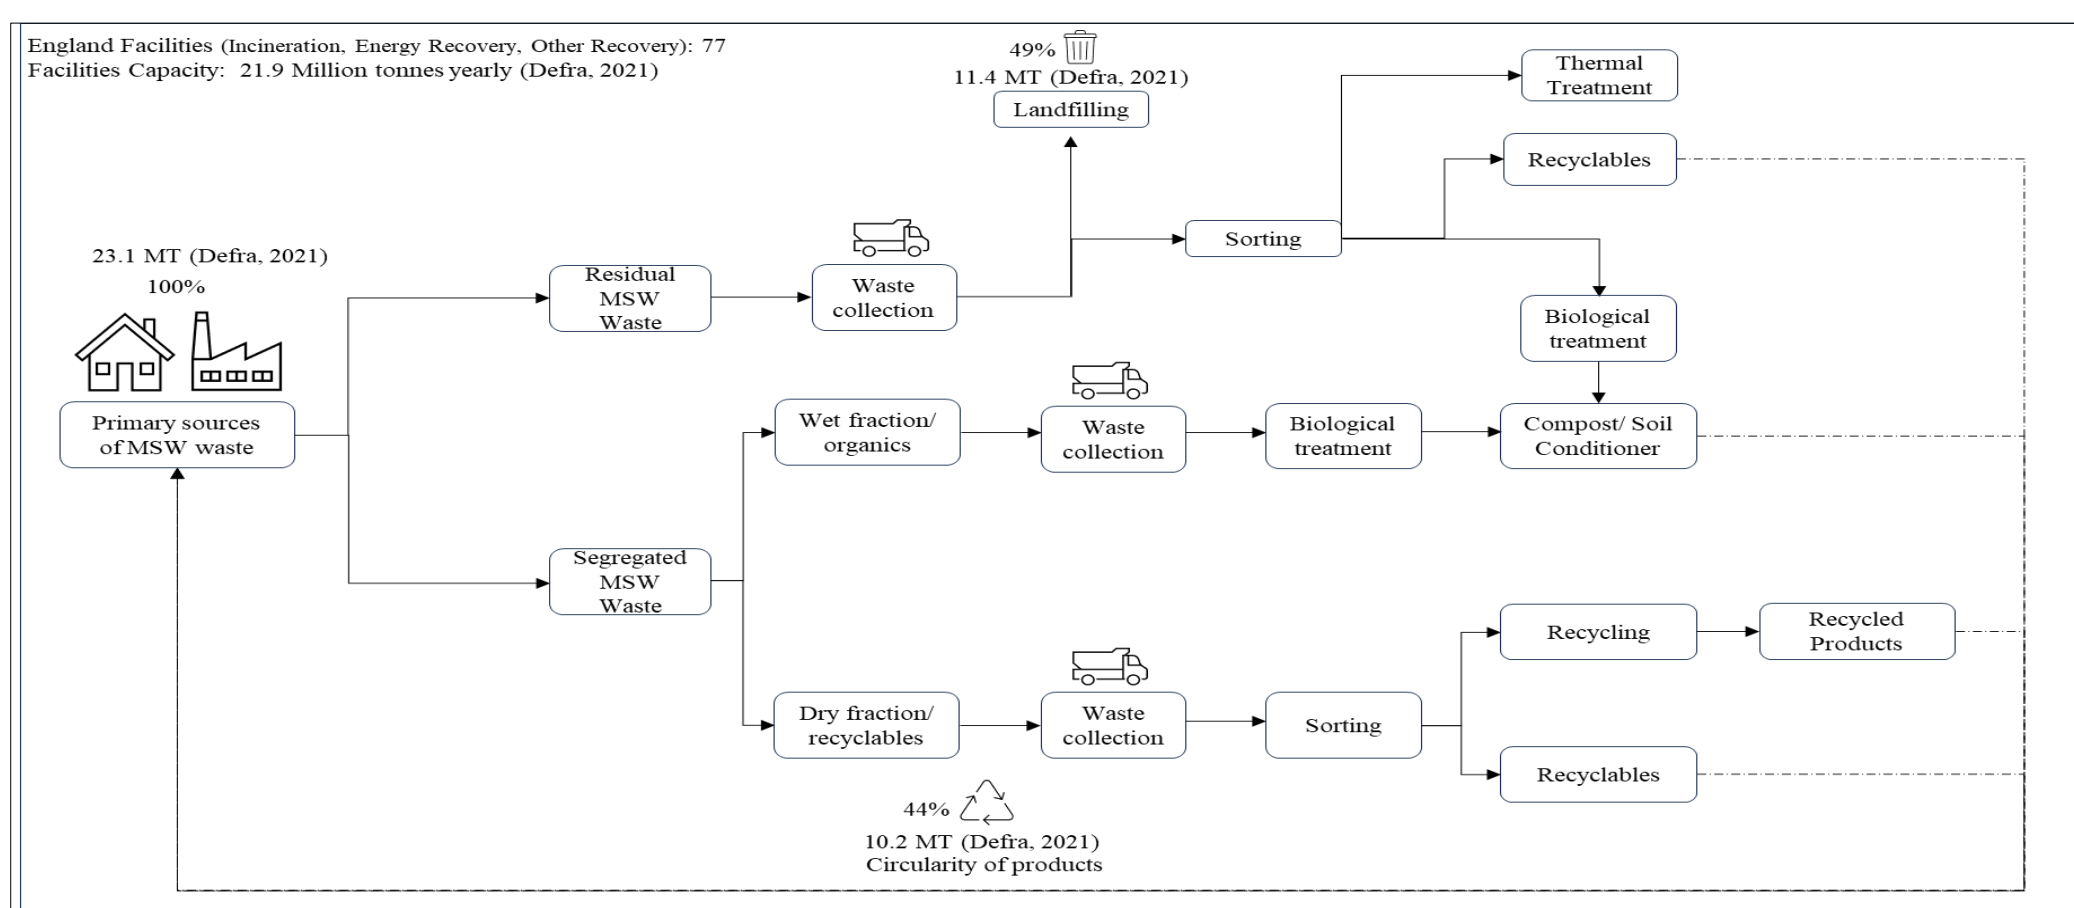 England Facilities (Incineration, Energy Recovery, Other Recovery): 77
Facilities Capacity: 21.9 Million tonnes yearly (Defra, 2021)
49%
11.4 MT (Defra, 2021)
Landfilling
Thermal
Treatment
Recyclables
Sorting
23.1 MT (Defra, 2021)
100%
Residual
MSW
Waste
Waste
collection
Biological
treatment
Primary sources
of MSW waste
Wet fraction/
organics
Waste
collection
Biological
treatment
Compost/ Soil
Conditioner
Segregated
MSW
Waste
Recycling
Recycled
Products
Dry fraction/
recyclables
Waste
collection
Sorting
Recyclables
44%
10.2 MT (Defra, 2021)
Circularity of products